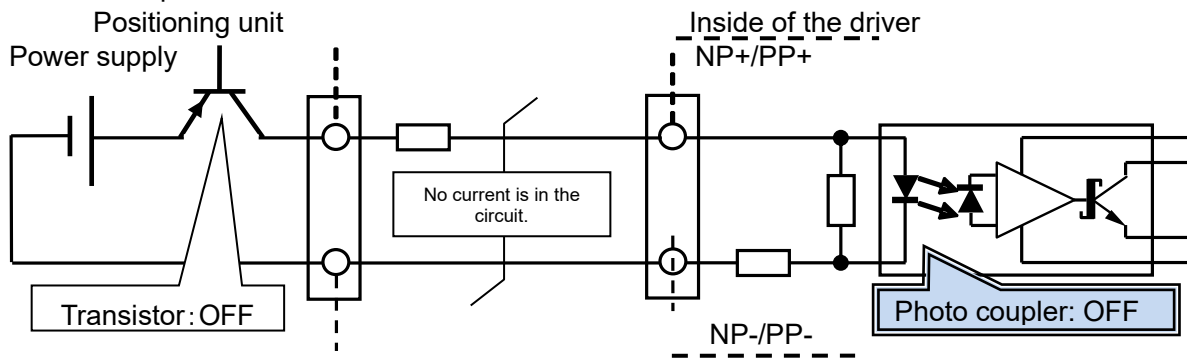 Positioning unit
Power supply
Inside of the driver
NP+/PP+
No current is in the
circuit.
Transistor：OFF
Photo coupler: OFF
NP-/PP-